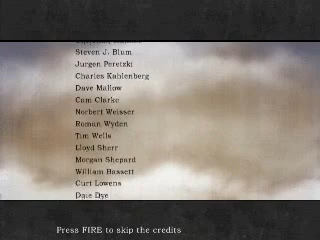 Steven J. Blum
Jurgen Peretzki
Charles Kahlenberg
Dave Mallow
Cam Clarke
Norbert Weisser
Roman Wyden
Tim Wells
Lloyd Sherr
Morgan Shepard
William Bassett
Curt Lowens
Dale Dye
Press FIRE to skip the credits